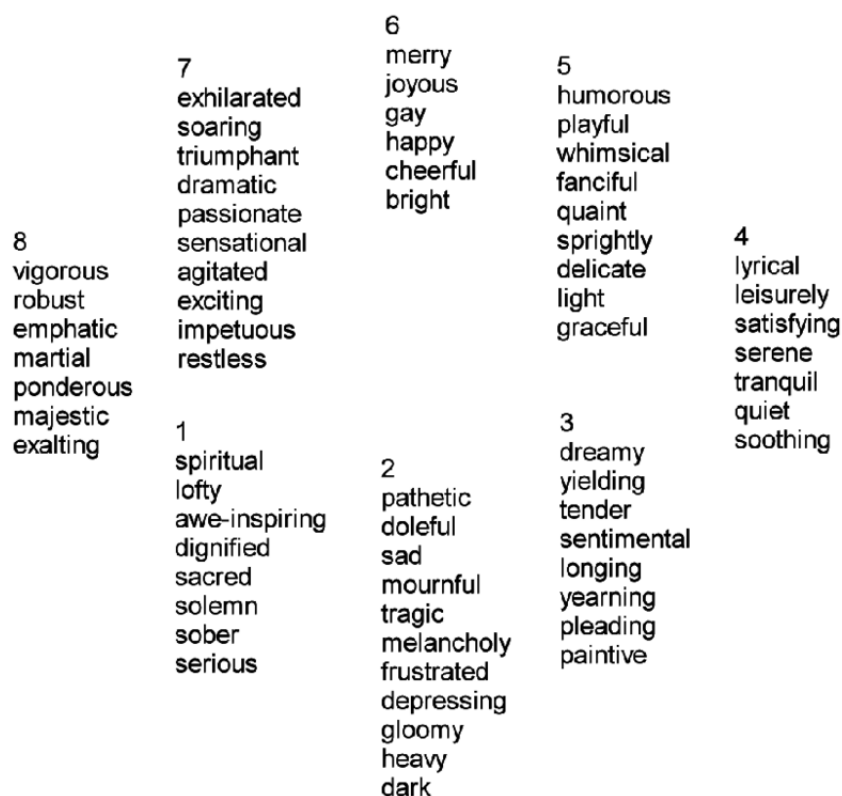 6
merry
joyous
gay
happy
cheerful
bright
7
exhilarated
soaring
triumphant
dramatic
passionate
sensational
agitated
exciting
impetuous
restless
5
humorous
playful
whimsical
fanciful
quaint
sprightly
delicate
light
graceful
8
vigorous
robust
emphatic
martial
ponderous
majestic
exalting
4
lyrical
leisurely
satisfying
serene
tranquil
quiet
soothing
1
spiritual
lofty
awe-inspiring
dignified
sacred
solemn
sober
serious
2
pathetic
doleful
sad
mournful
tragic
melancholy
frustrated
depressing
gloomy
heavy
dark
3
dreamy
yielding
tender
sentimental
longing
yearning
pleading
paintive